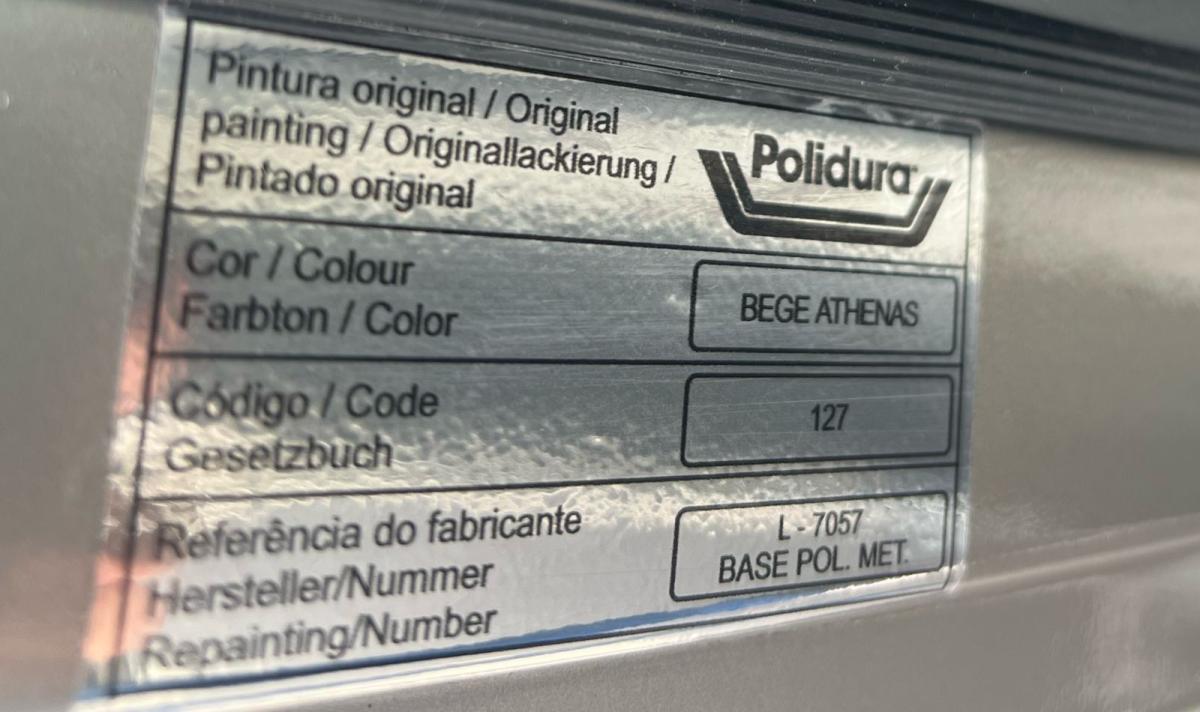 Pintura original / Original
painting / Originallackierung /
Pintado original
Polidura
Cor / Colour
Farbton / Color
BEGE ATHENAS
Código / Code
Gesetzbuch
127
Referência do fabricante
Hersteller/Nummer
Repainting/Number
L - 7057
BASE POL. MET.